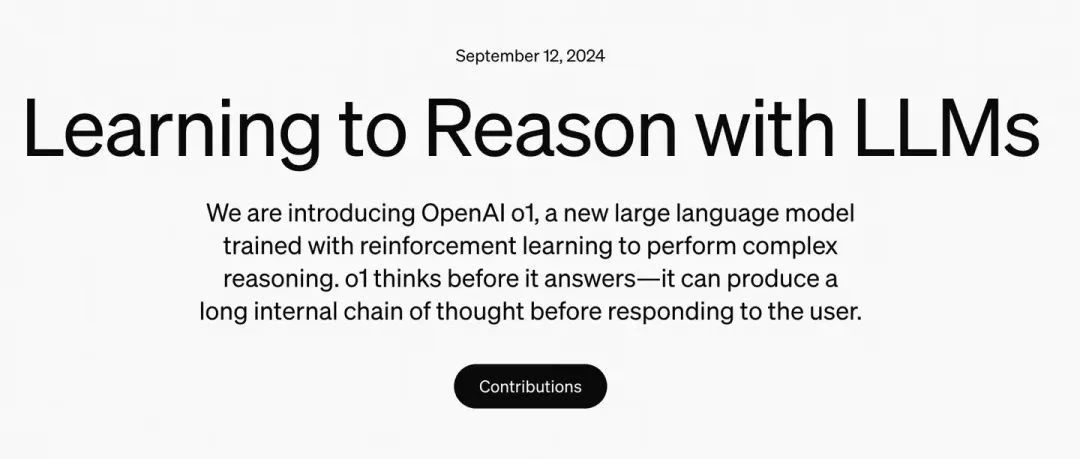 September 12, 2024
Learning to Reason with LLMs
We are introducing OpenAI o1, a new large language model
trained with reinforcement learning to perform complex
reasoning. o1 thinks before it answers—it can produce a
long internal chain of thought before responding to the user.
Contributions